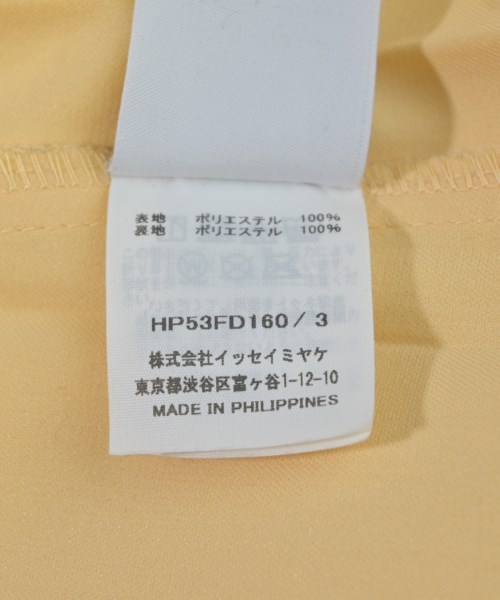 表地 ポリエステル 100%
裏地 ポリエステル 100%
HP53FD160 / 3
株式会社イッセイミヤケ
東京都渋谷区富ヶ谷1-12-10
MADE IN PHILIPPINES